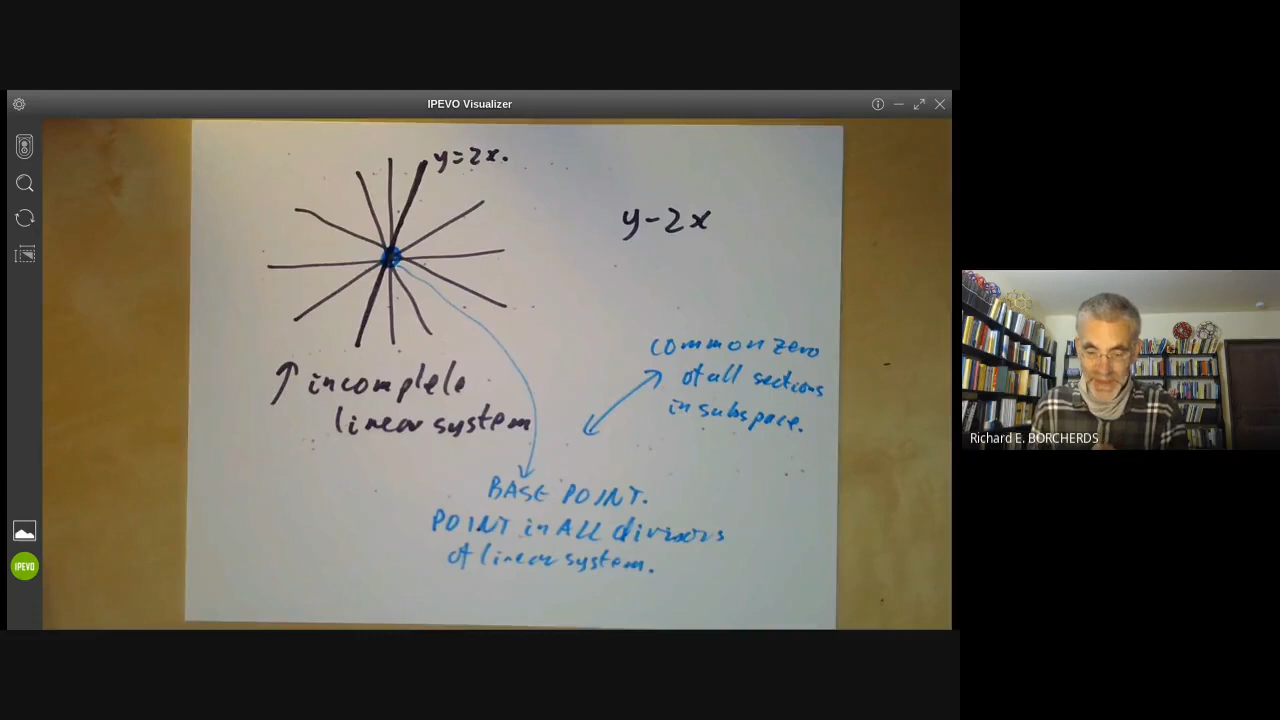 IPEVO Visualizer
y=2x.
y-2x
common zero
of all sections
in subspace.
incomplete
linear system
BASE POINT.
POINT in ALL divisors
of linear system.
IPEVO
Richard E. BORCHERDS